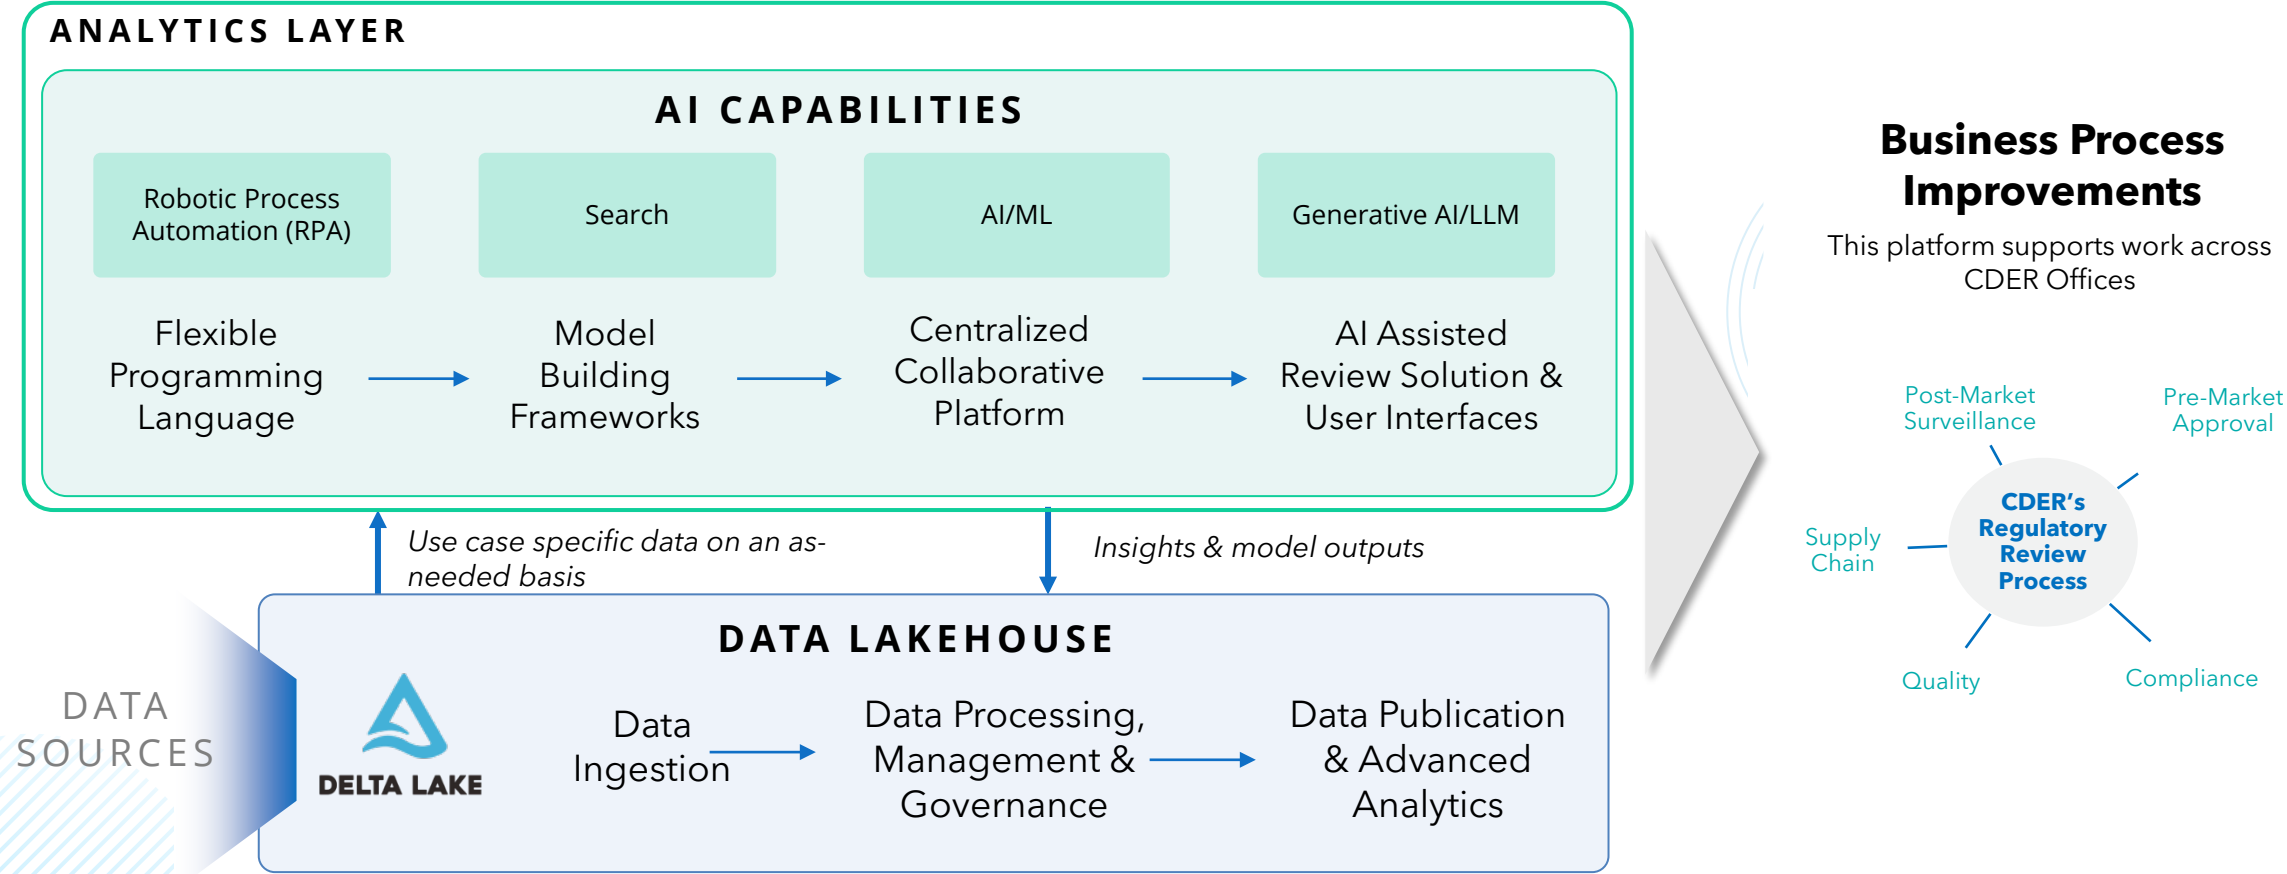 ANALYTICS LAYER
AI CAPABILITIES
Robotic Process
Automation (RPA)
Search
AI/ML
Generative AI/LLM
Flexible
Programming
Language
Model
Building
Frameworks
Centralized
Collaborative
Platform
AI Assisted
Review Solution &
User Interfaces
Use case specific data on an as-
needed basis
Insights & model outputs
DATA
SOURCES
DATA LAKEHOUSE
DELTA LAKE
Data
Ingestion
Data Processing,
Management &
Governance
Data Publication
& Advanced
Analytics
Business Process
Improvements
This platform supports work across
CDER Offices
Post-Market
Surveillance
Pre-Market
Approval
Supply
Chain
CDER’s
Regulatory
Review
Process
Quality
Compliance